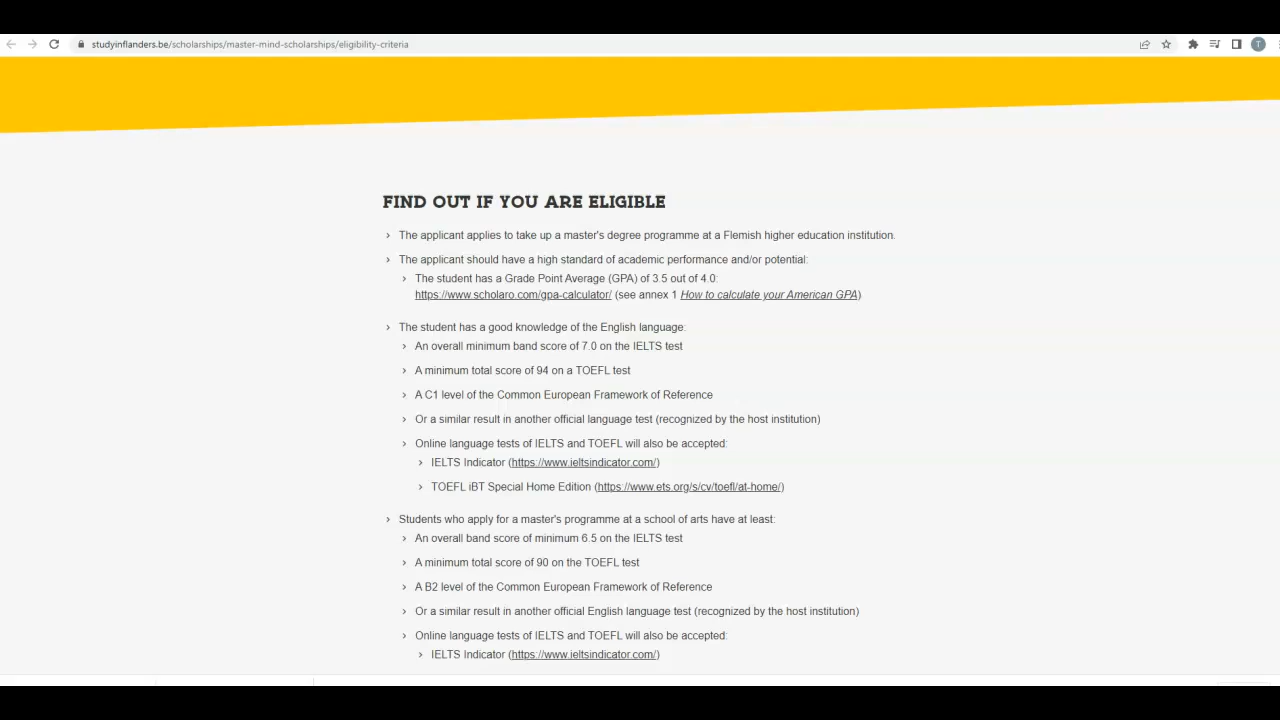 studyinflanders.be/scholarships/master-mind-scholarships/eligibility-criteria
T
FIND OUT IF YOU ARE ELIGIBLE
The applicant applies to take up a master's degree programme at a Flemish higher education institution.
The applicant should have a high standard of academic performance and/or potential:
The student has a Grade Point Average (GPA) of 3.5 out of 4.0:
https://www.scholaro.com/gpa-calculator/ (see annex 1 How to calculate your American GPA)
The student has a good knowledge of the English language:
An overall minimum band score of 7.0 on the IELTS test
A minimum total score of 94 on a TOEFL test
A C1 level of the Common European Framework of Reference
Or a similar result in another official language test (recognized by the host institution)
Online language tests of IELTS and TOEFL will also be accepted:
IELTS Indicator (https://www.ieltsindicator.com/)
TOEFL iBT Special Home Edition (https://www.ets.org/s/cv/toefl/at-home/)
Students who apply for a master's programme at a school of arts have at least:
An overall band score of minimum 6.5 on the IELTS test
A minimum total score of 90 on the TOEFL test
A B2 level of the Common European Framework of Reference
Or a similar result in another official English language test (recognized by the host institution)
Online language tests of IELTS and TOEFL will also be accepted:
IELTS Indicator (https://www.ieltsindicator.com/)